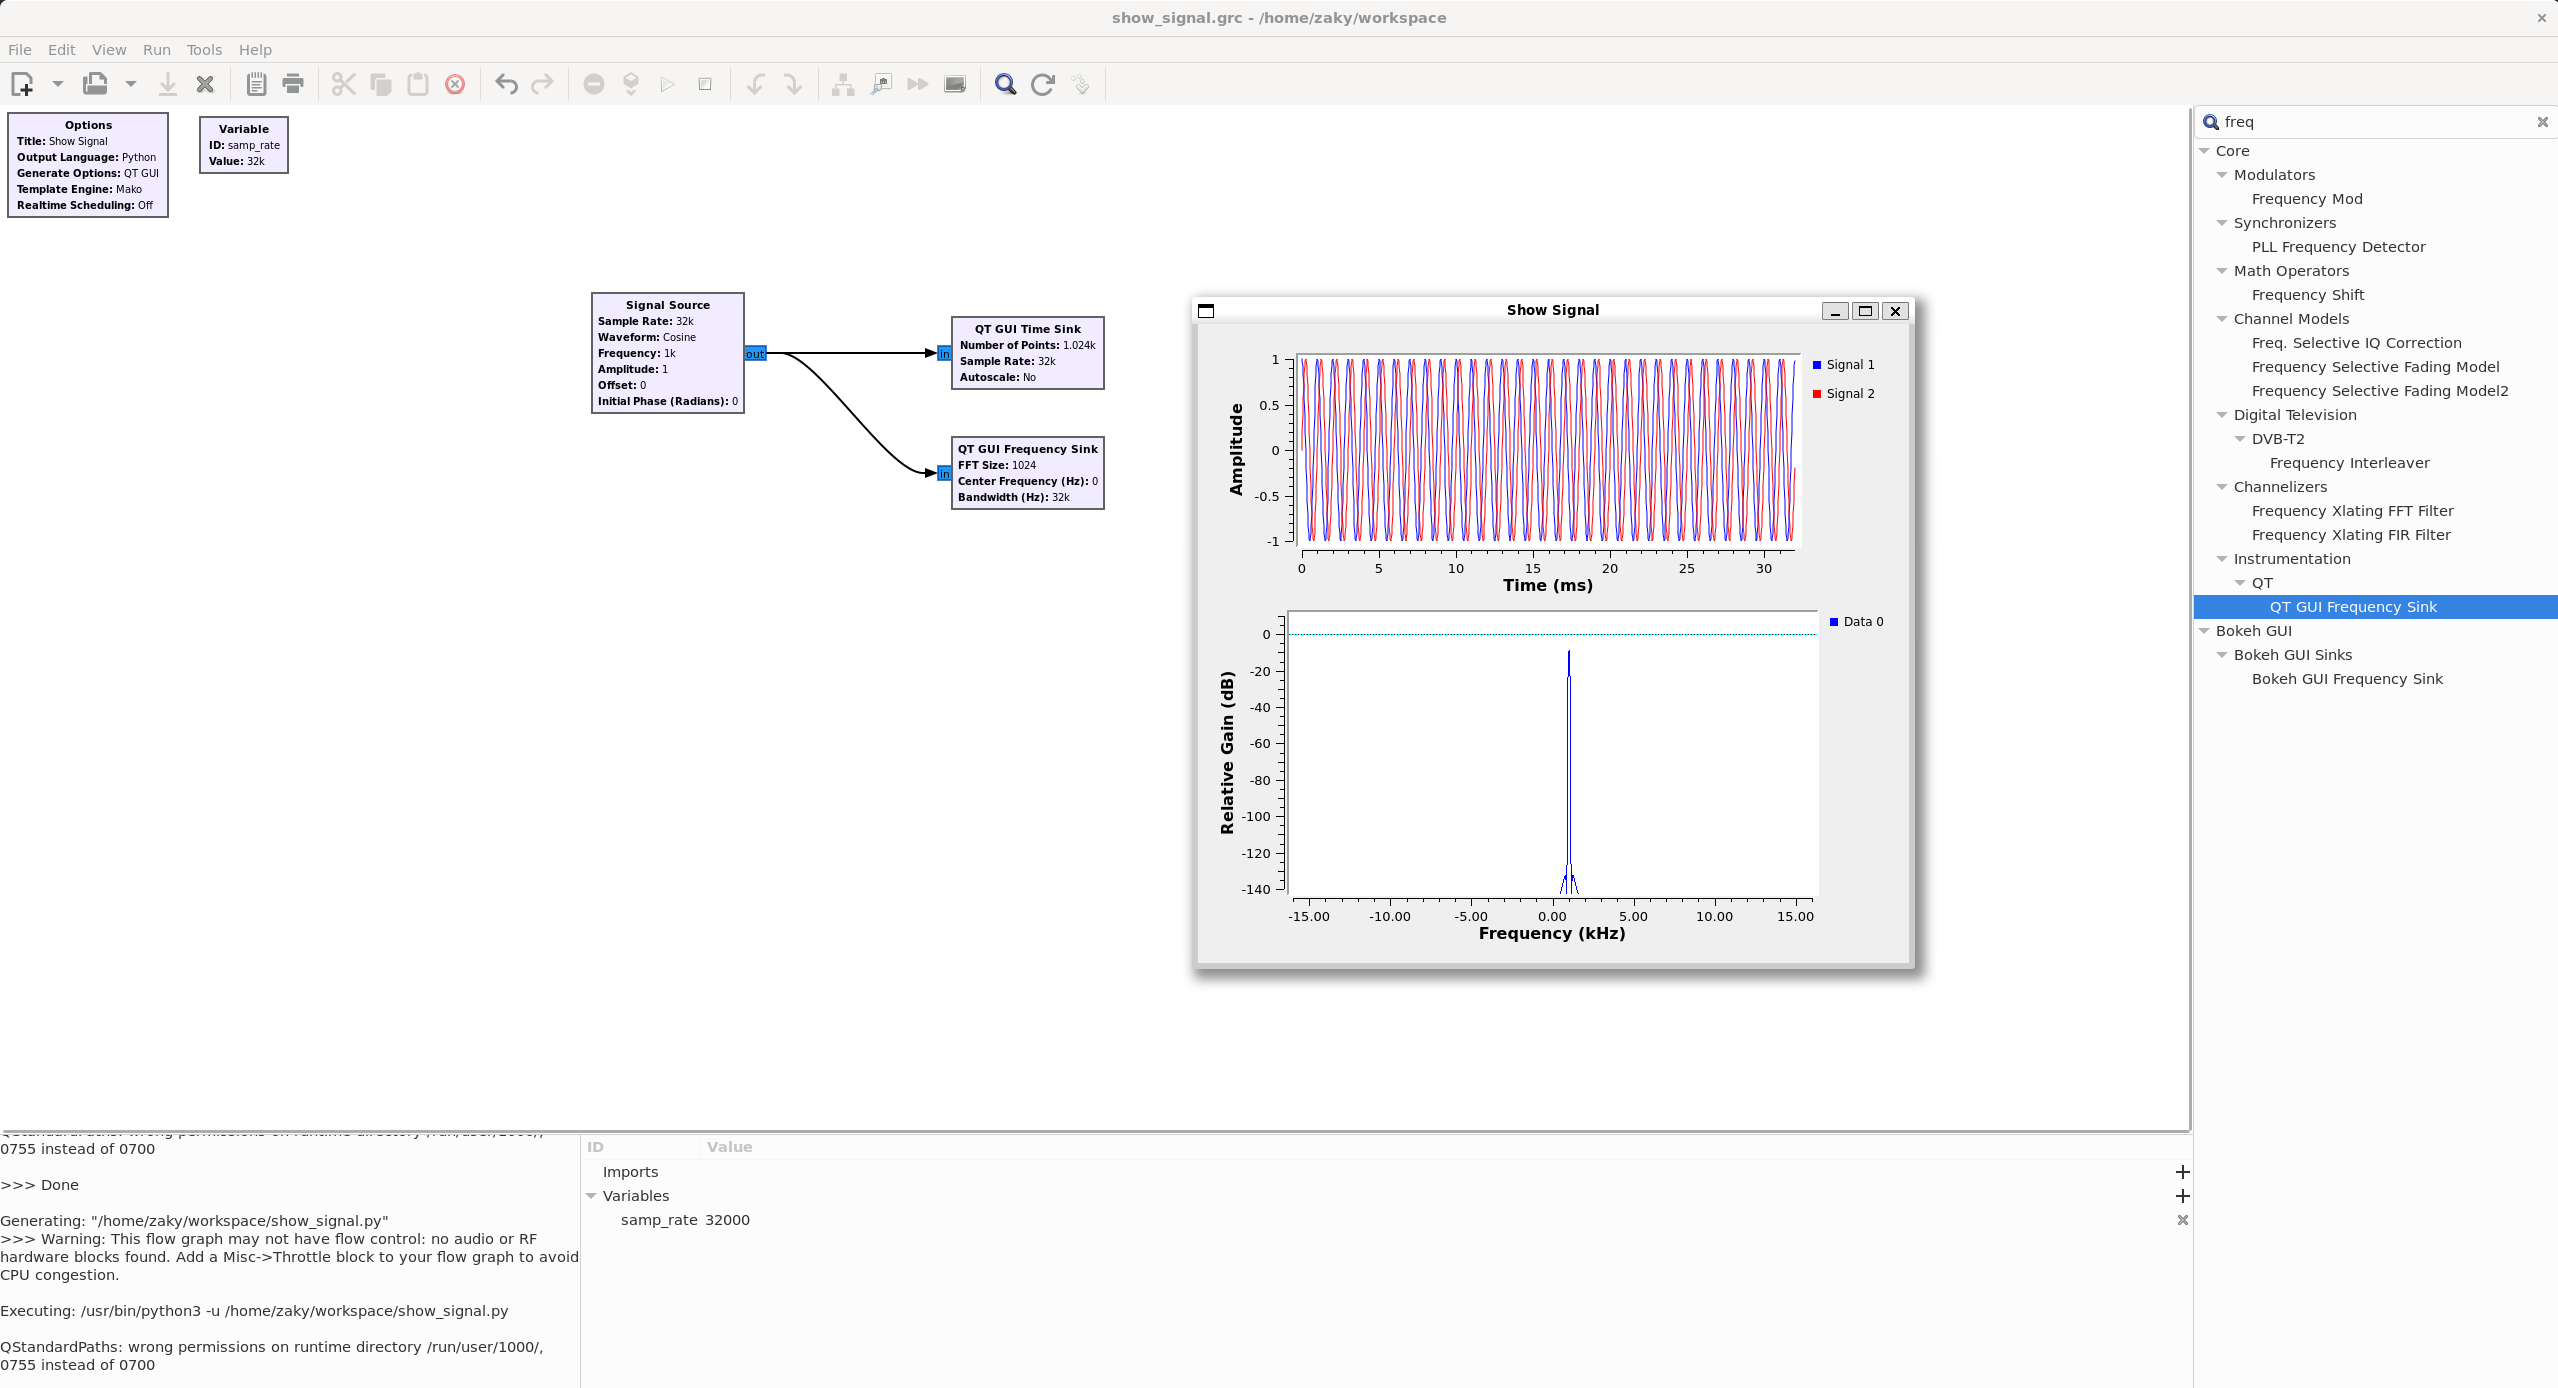 show_signal.grc - /home/zaky/workspace
File Edit View Run Tools Help
Options
Title: Show Signal
Output Language: Python
Generate Options: QT GUI
Template Engine: Mako
Realtime Scheduling: Off
Variable
ID: samp_rate
Value: 32k
Signal Source
Sample Rate: 32k
Waveform: Cosine
Frequency: 1k
Amplitude: 1
Offset: 0
Initial Phase (Radians): 0
out
in
QT GUI Time Sink
Number of Points: 1.024k
Sample Rate: 32k
Autoscale: No
in
QT GUI Frequency Sink
FFT Size: 1024
Center Frequency (Hz): 0
Bandwidth (Hz): 32k
Show Signal
Amplitude
1
0.5
0
-0.5
-1
0 5 10 15 20 25 30
Time (ms)
Signal 1
Signal 2
Relative Gain (dB)
0
-20
-40
-60
-80
-100
-120
-140
-15.00 -10.00 -5.00 0.00 5.00 10.00 15.00
Frequency (kHz)
Data 0
freq
Core
Modulators
Frequency Mod
Synchronizers
PLL Frequency Detector
Math Operators
Frequency Shift
Channel Models
Freq. Selective IQ Correction
Frequency Selective Fading Model
Frequency Selective Fading Model2
Digital Television
DVB-T2
Frequency Interleaver
Channelizers
Frequency Xlating FFT Filter
Frequency Xlating FIR Filter
Instrumentation
QT
QT GUI Frequency Sink
Bokeh GUI
Bokeh GUI Sinks
Bokeh GUI Frequency Sink
QStandardPaths: wrong permissions on runtime directory /run/user/1000/,
0755 instead of 0700
>>> Done
Generating: "/home/zaky/workspace/show_signal.py"
>>> Warning: This flow graph may not have flow control: no audio or RF
hardware blocks found. Add a Misc->Throttle block to your flow graph to avoid
CPU congestion.
Executing: /usr/bin/python3 -u /home/zaky/workspace/show_signal.py
QStandardPaths: wrong permissions on runtime directory /run/user/1000/,
0755 instead of 0700
ID Value
Imports
Variables
samp_rate 32000